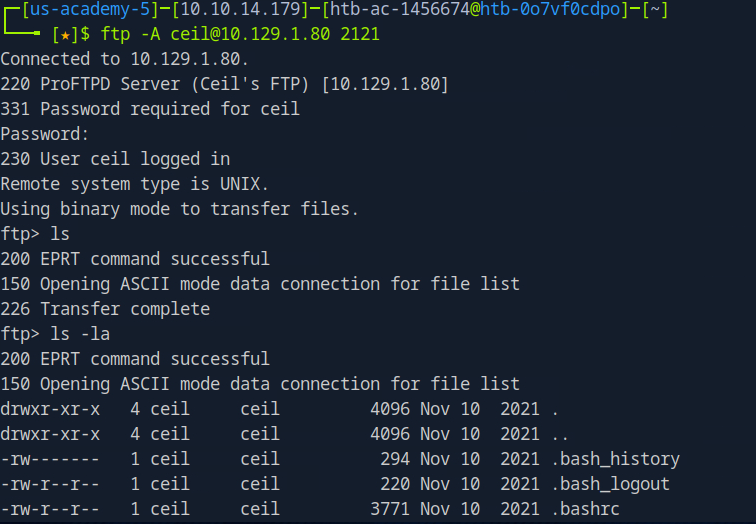 ┌─[us-academy-5]─[10.10.14.179]─[htb-ac-1456674@htb-0o7vf0cdpo]─[~]
└──╼ [★]$ ftp -A ceil@10.129.1.80 2121
Connected to 10.129.1.80.
220 ProFTPD Server (Ceil's FTP) [10.129.1.80]
331 Password required for ceil
Password:
230 User ceil logged in
Remote system type is UNIX.
Using binary mode to transfer files.
ftp> ls
200 EPRT command successful
150 Opening ASCII mode data connection for file list
226 Transfer complete
ftp> ls -la
200 EPRT command successful
150 Opening ASCII mode data connection for file list
drwxr-xr-x   4 ceil     ceil         4096 Nov 10  2021 .
drwxr-xr-x   4 ceil     ceil         4096 Nov 10  2021 ..
-rw-------   1 ceil     ceil          294 Nov 10  2021 .bash_history
-rw-r--r--   1 ceil     ceil          220 Nov 10  2021 .bash_logout
-rw-r--r--   1 ceil     ceil         3771 Nov 10  2021 .bashrc